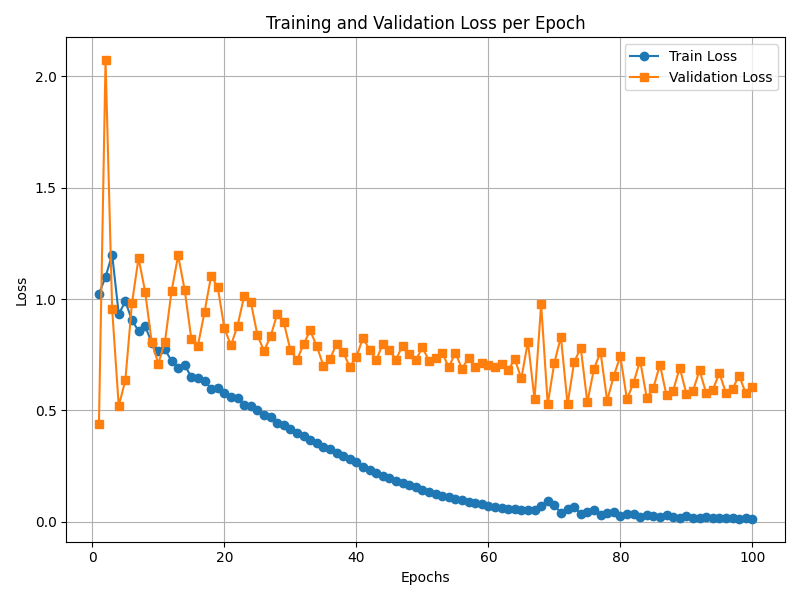 Training and Validation Loss per Epoch
Train Loss
Validation Loss
2.0
1.5
1.0
0.5
0.0
Loss
0 20 40 60 80 100
Epochs